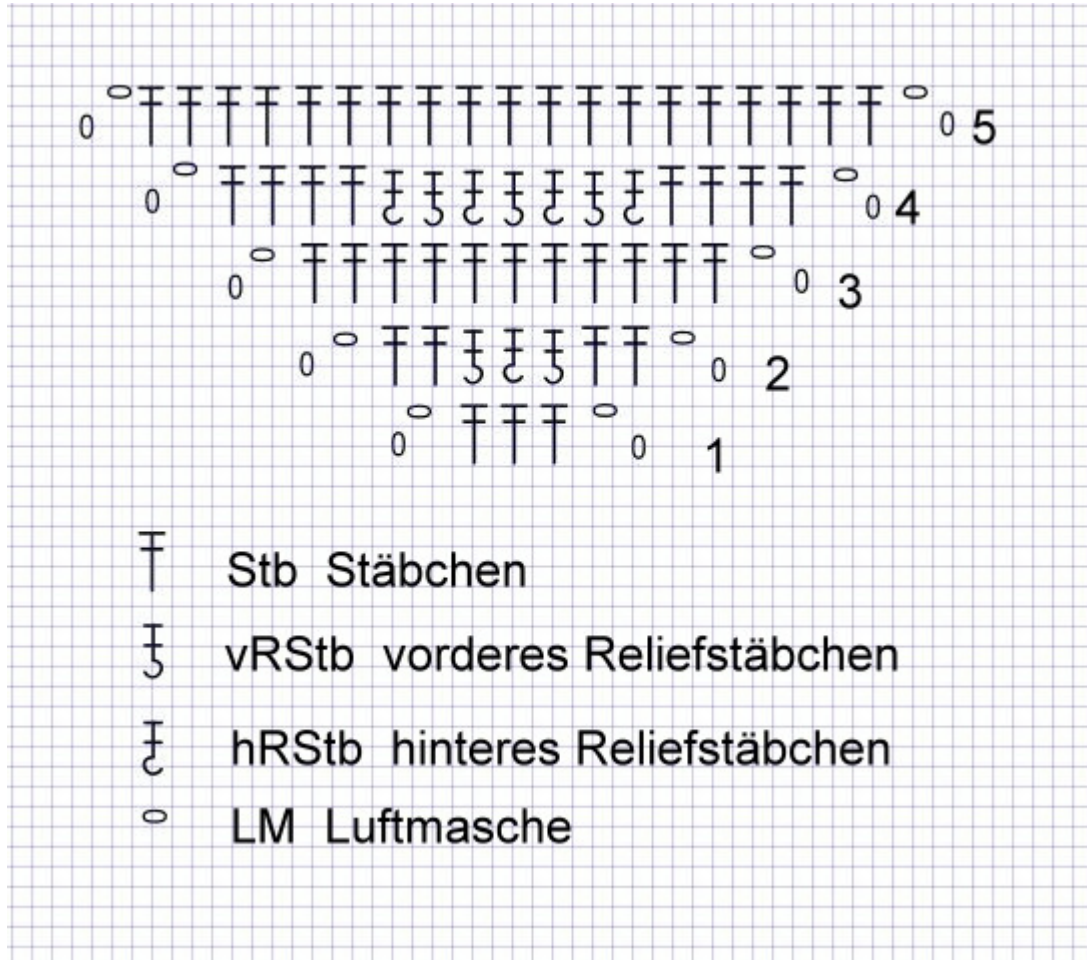 5
4
3
2
1
Stb Stäbchen
vRStb vorderes Reliefstäbchen
hRStb hinteres Reliefstäbchen
LM Luftmasche